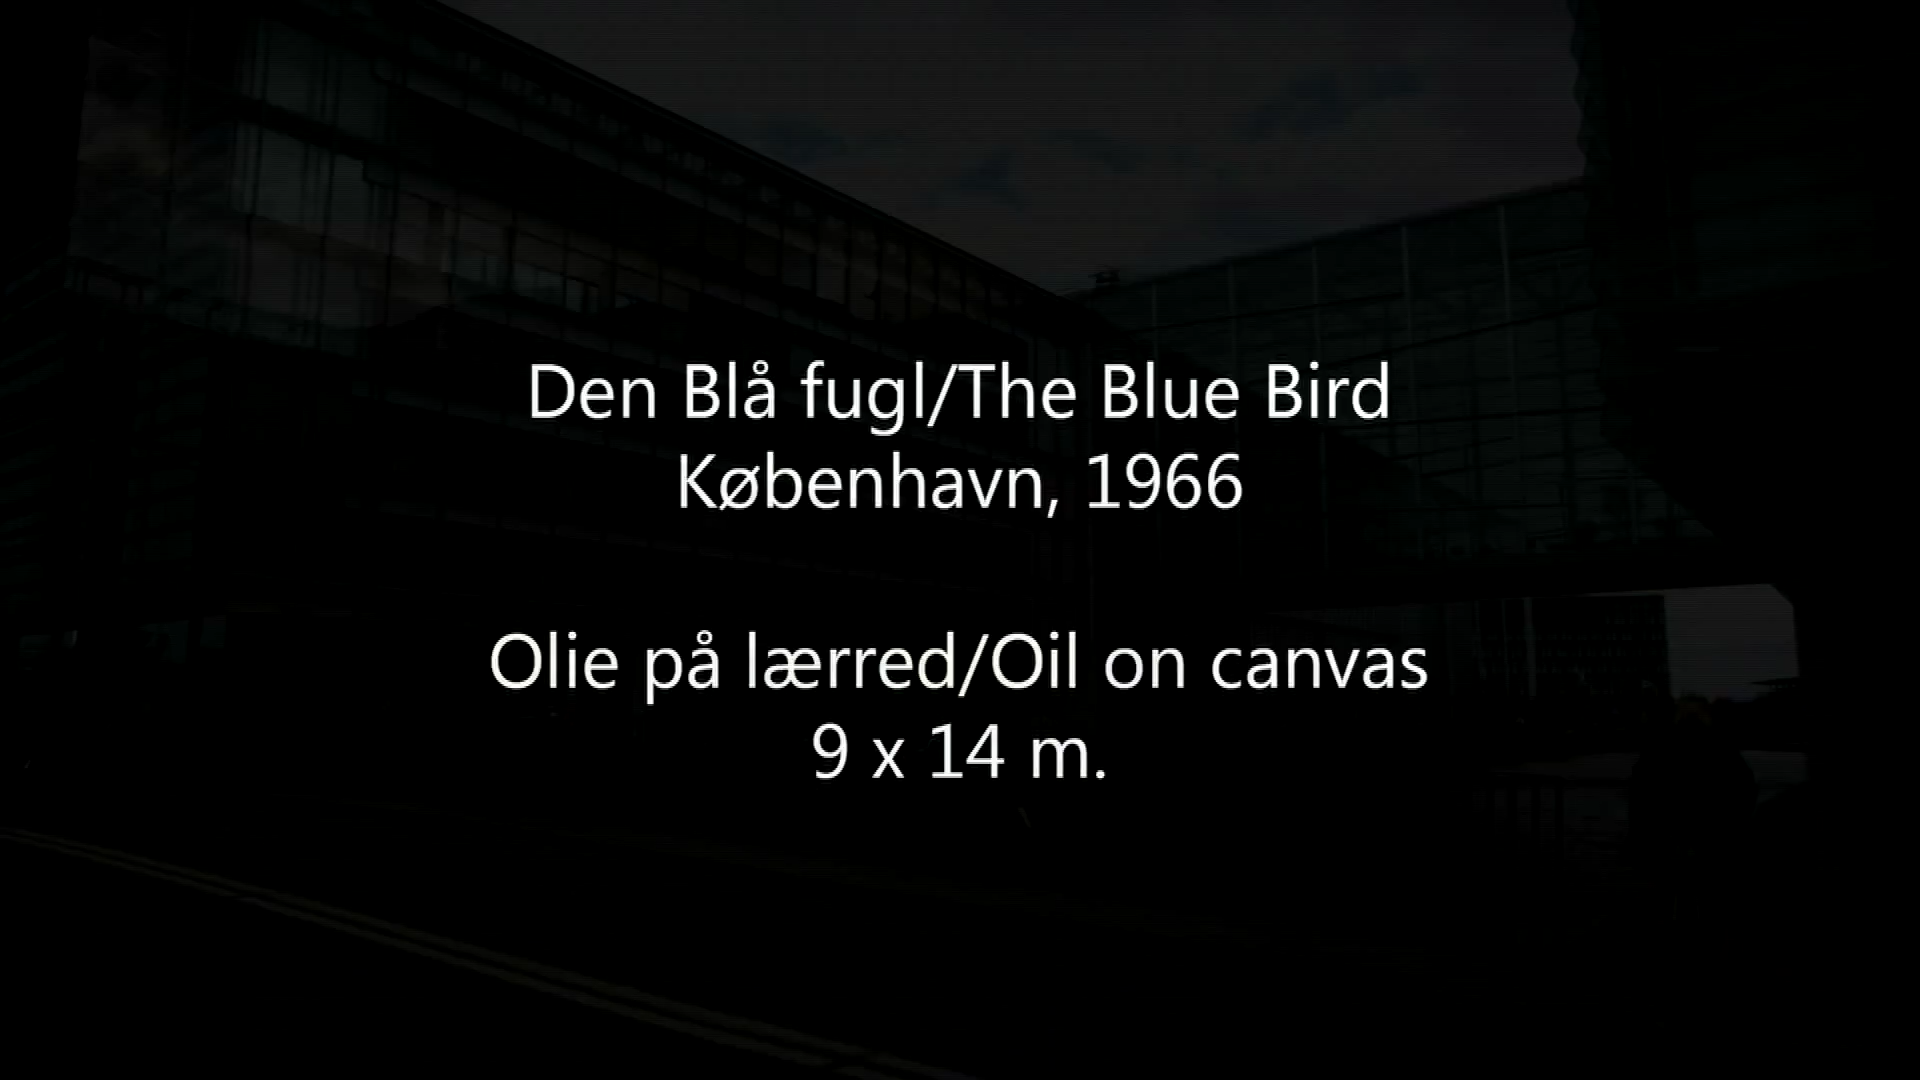 Den Blå fugl/The Blue Bird
København, 1966
Olie på lærred/Oil on canvas
9 x 14 m.